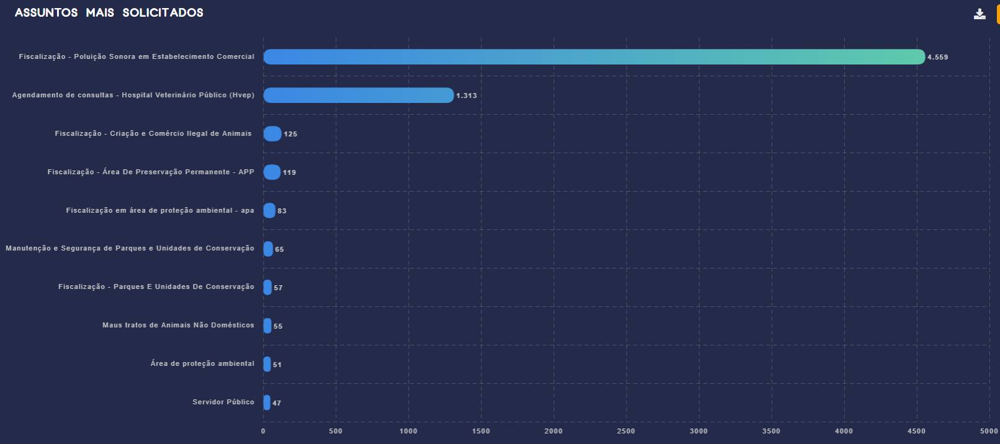 ASSUNTOS MAIS SOLICITADOS
Fiscalização - Poluição Sonora em Estabelecimento Comercial 4.559
Agendamento de consultas - Hospital Veterinário Público (Hvep) 1.313
Fiscalização - Criação e Comércio Ilegal de Animais 125
Fiscalização - Área De Preservação Permanente - APP 119
Fiscalização em área de proteção ambiental - apa 83
Manutenção e Segurança de Parques e Unidades de Conservação 65
Fiscalização - Parques E Unidades De Conservação 57
Maus tratos de Animais Não Domésticos 55
Área de proteção ambiental 51
Servidor Público 47
0 500 1000 1500 2000 2500 3000 3500 4000 4500 5000